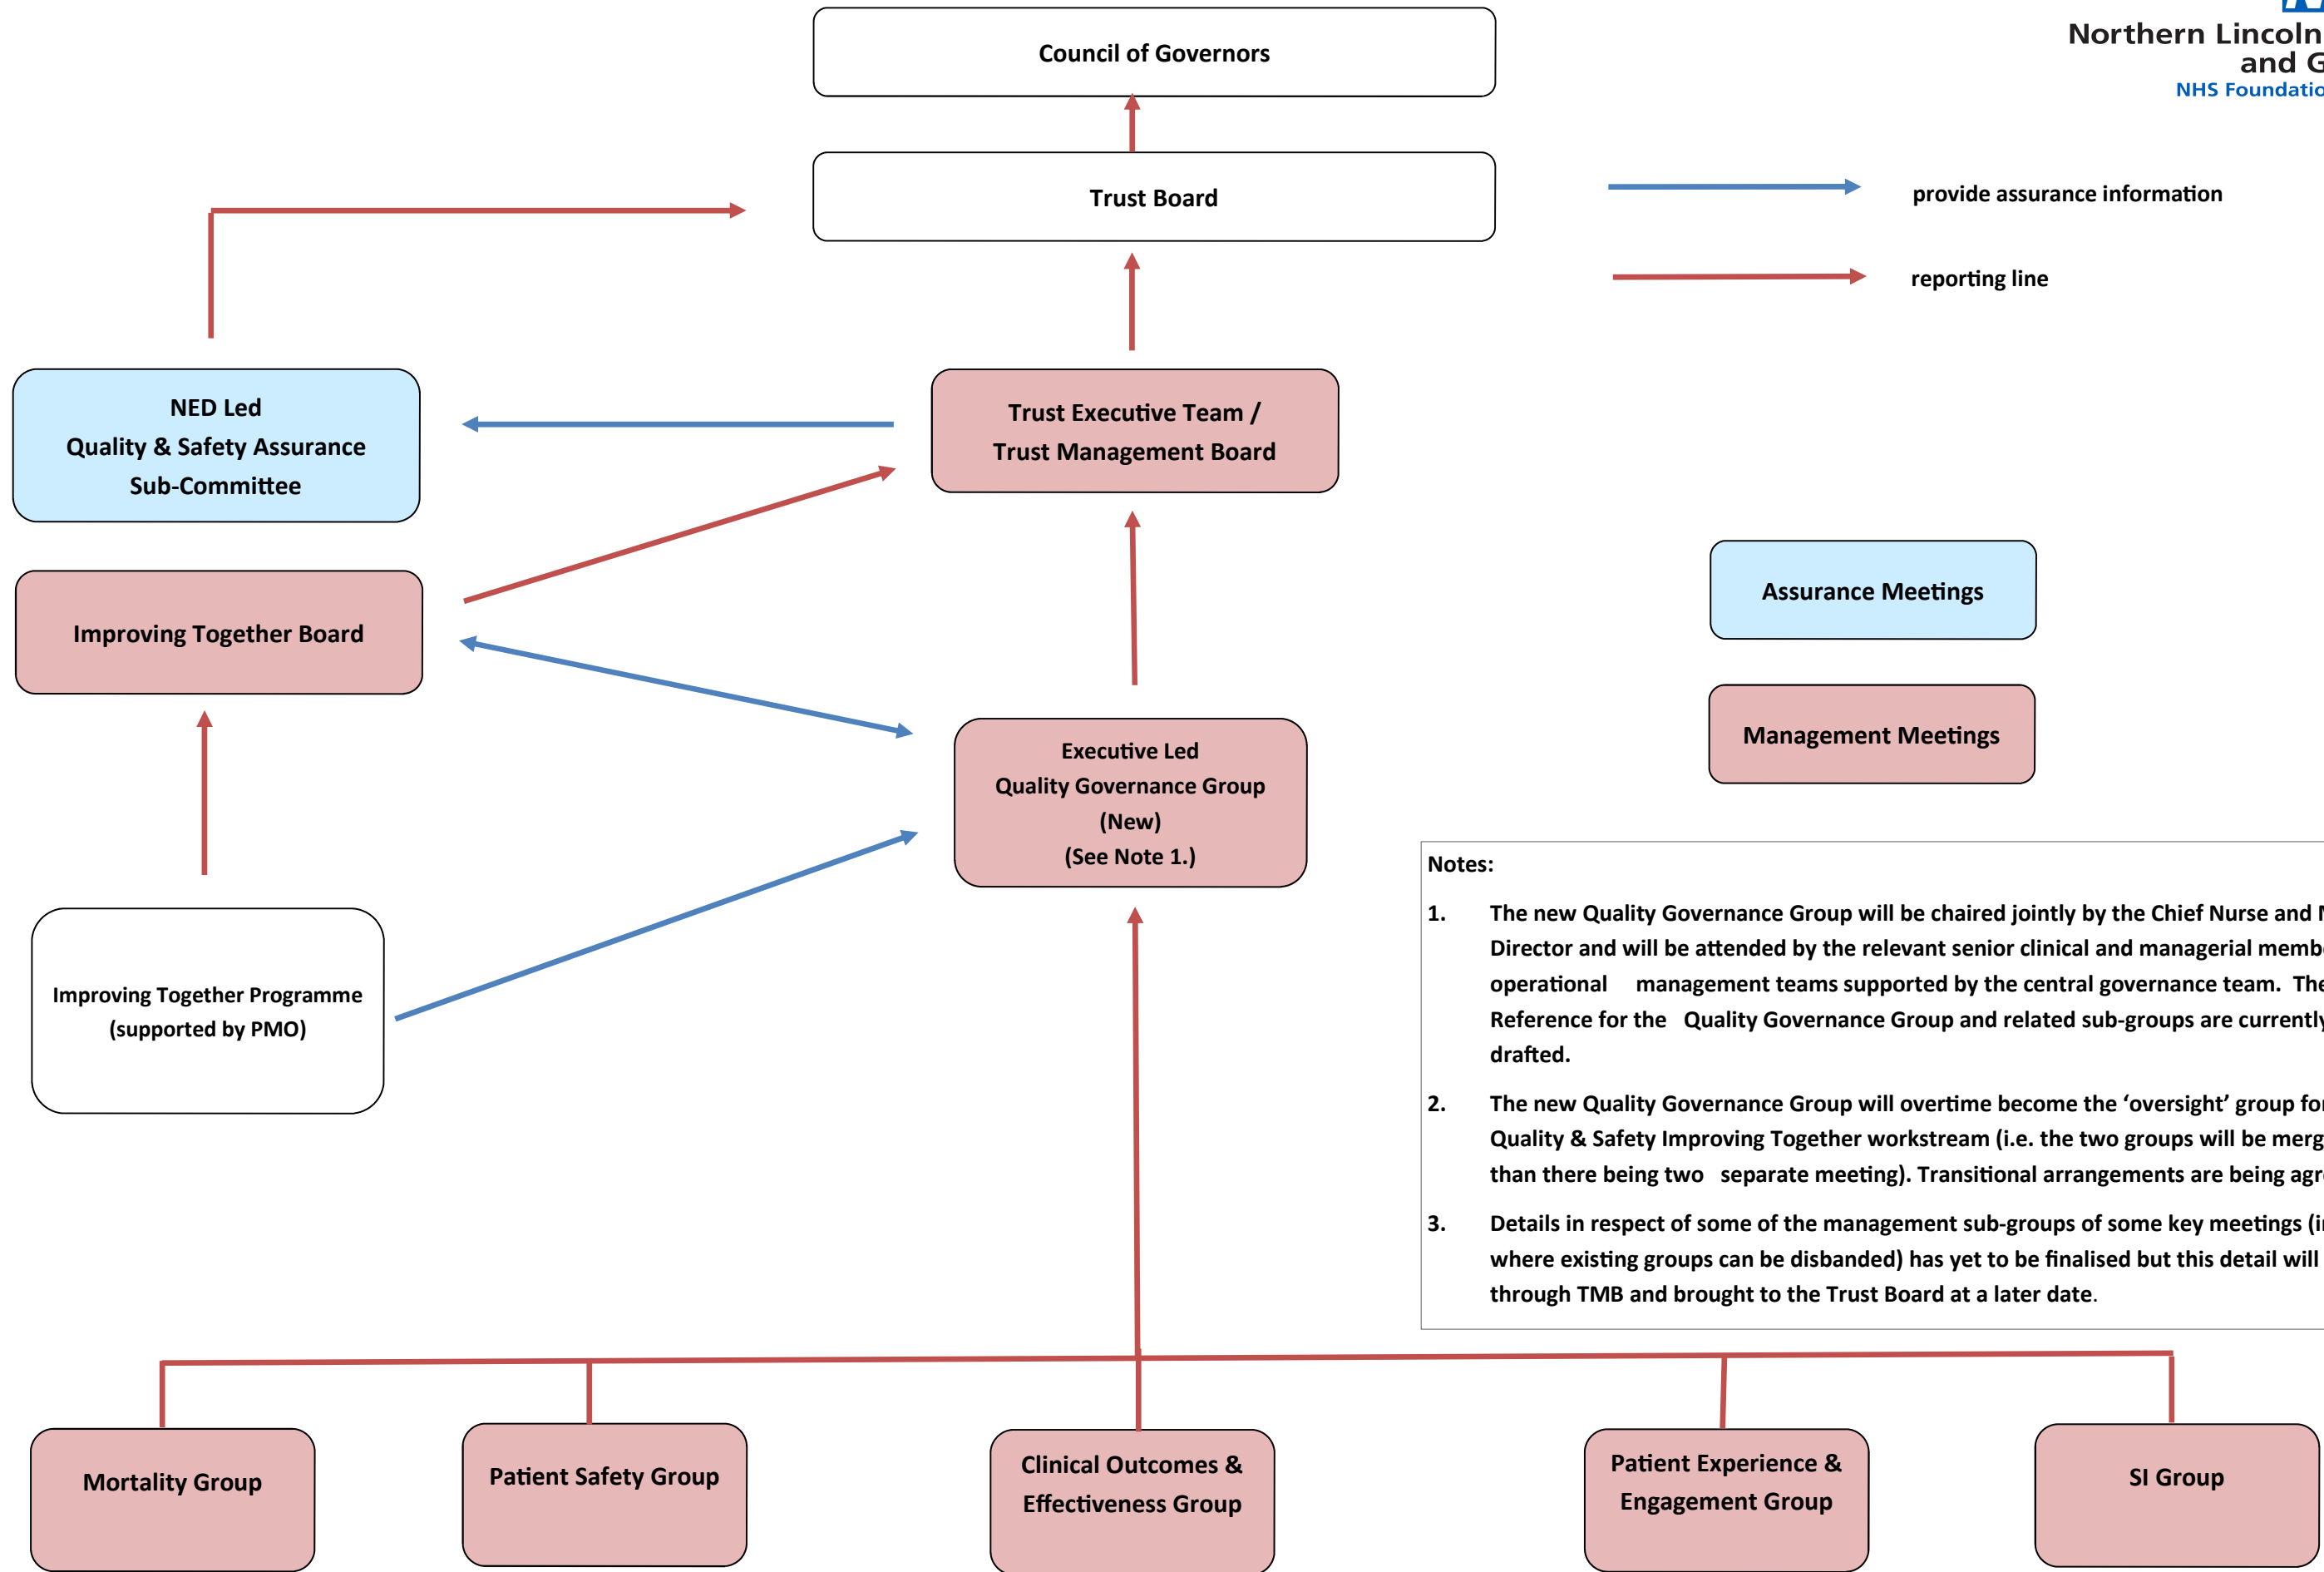 Northern Lincoln
and G
NHS Foundatio
Council of Governors
Trust Board
provide assurance information
reporting line
NED Led
Quality & Safety Assurance
Sub-Committee
Trust Executive Team /
Trust Management Board
Improving Together Board
Assurance Meetings
Management Meetings
Executive Led
Quality Governance Group
(New)
(See Note 1.)
Improving Together Programme
(supported by PMO)
Notes:
1. The new Quality Governance Group will be chaired jointly by the Chief Nurse and
Director and will be attended by the relevant senior clinical and managerial memb
operational management teams supported by the central governance team. The
Reference for the Quality Governance Group and related sub-groups are currently
drafted.
2. The new Quality Governance Group will overtime become the ‘oversight’ group for
Quality & Safety Improving Together workstream (i.e. the two groups will be merg
than there being two separate meeting). Transitional arrangements are being agr
3. Details in respect of some of the management sub-groups of some key meetings (i
where existing groups can be disbanded) has yet to be finalised but this detail will
through TMB and brought to the Trust Board at a later date.
Mortality Group
Patient Safety Group
Clinical Outcomes &
Effectiveness Group
Patient Experience &
Engagement Group
SI Group